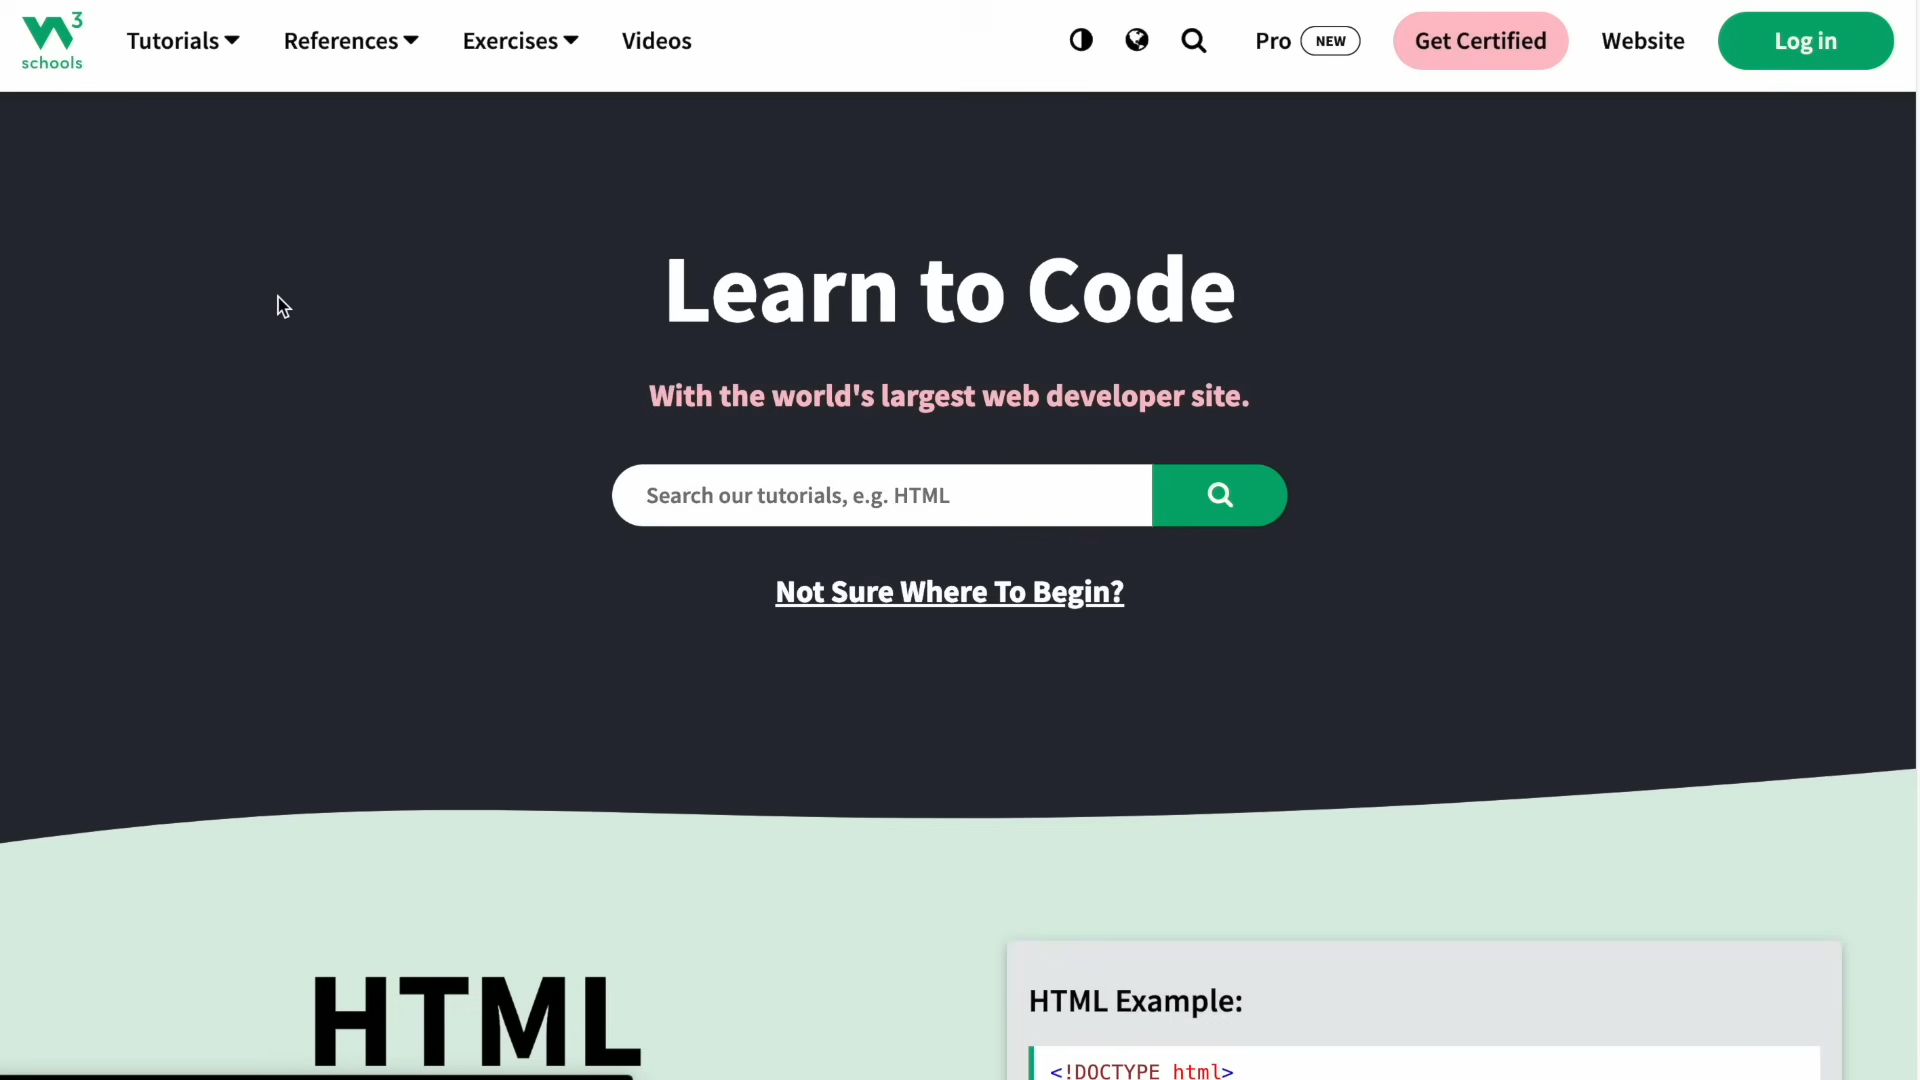 W3 schools
Tutorials References Exercises Videos Pro NEW Get Certified Website Log in
Learn to Code
With the world's largest web developer site.
Search our tutorials, e.g. HTML
Not Sure Where To Begin?
HTML
HTML Example:
<!DOCTYPE html>